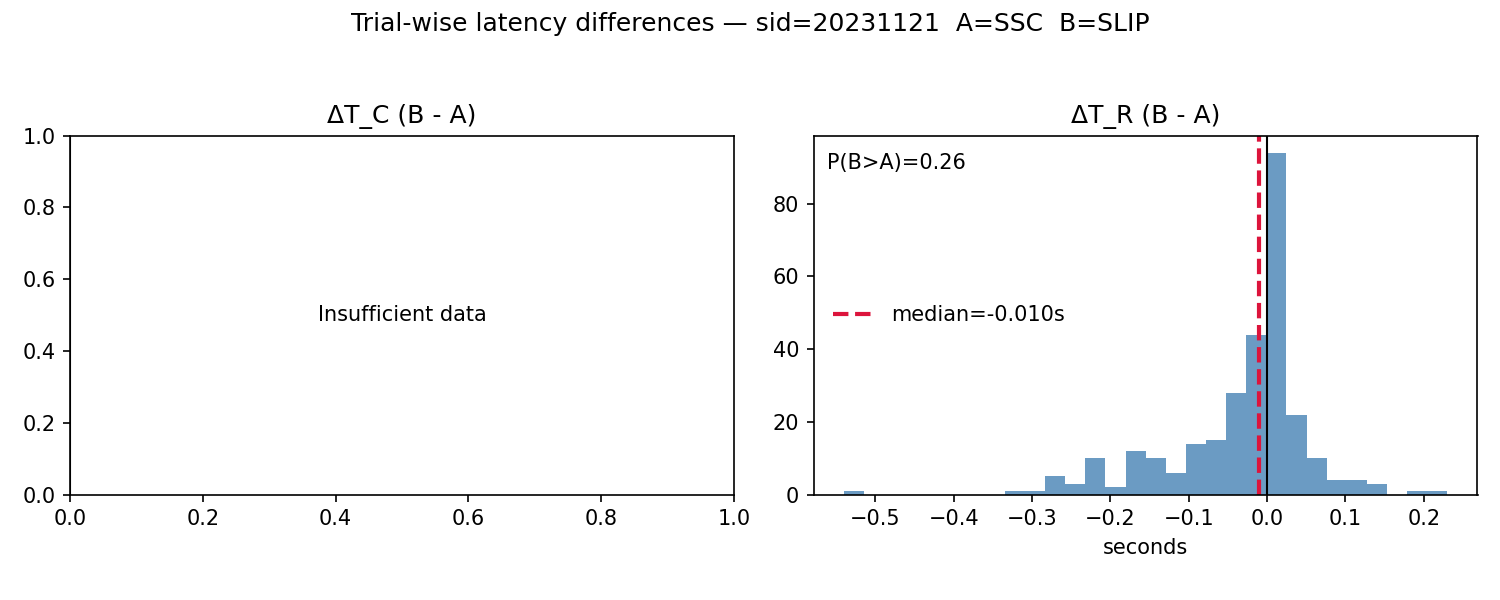 Trial-wise latency differences — sid=20231121  A=SSC  B=SLIP
ΔT_C (B - A)
1.0
0.8
0.6
0.4
0.2
0.0
Insufficient data
0.0 0.2 0.4 0.6 0.8 1.0
ΔT_R (B - A)
P(B>A)=0.26
median=-0.010s
80
60
40
20
0
−0.5 −0.4 −0.3 −0.2 −0.1 0.0 0.1 0.2
seconds